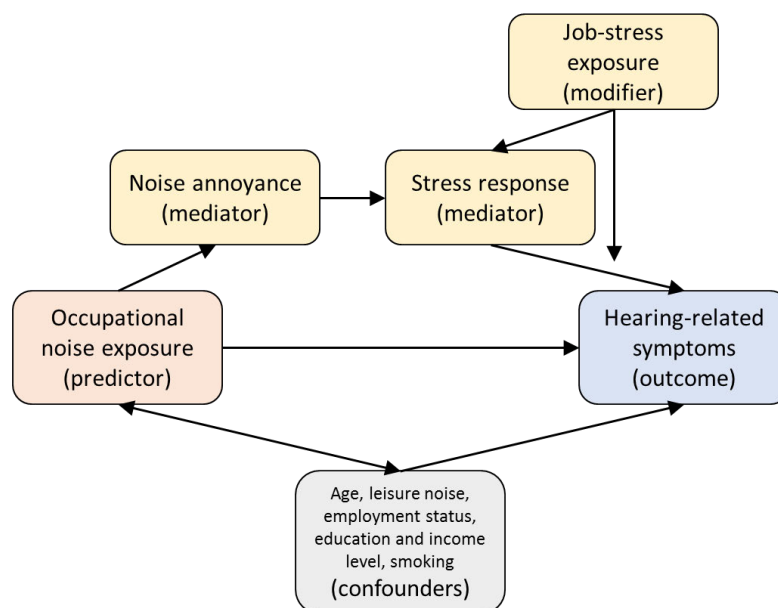 Job-stress
exposure
(modifier)
Noise annoyance
(mediator)
Stress response
(mediator)
Occupational
noise exposure
(predictor)
Hearing-related
symptoms
(outcome)
Age, leisure noise,
employment status,
education and income
level, smoking
(confounders)